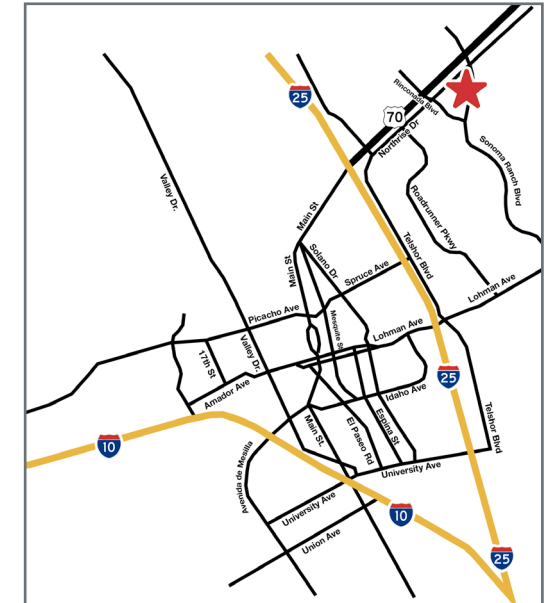 25
Rinconada Blvd
70
Northrise Dr
Sonoma Ranch Blvd
Valley Dr.
Roadrunner Pkwy
Main St
Solano Dr
Telshor Blvd
Main St
Spruce Ave
Lohman Ave
Picacho Ave
Mesquite St
Lohman Ave
Valley Dr.
17th St
25
Amador Ave
Idaho Ave
Main St.
El Paseo Rd
Espina St
Telshor Blvd
10
Avenida de Mesilla
University Ave
University Ave
10
Union Ave
25